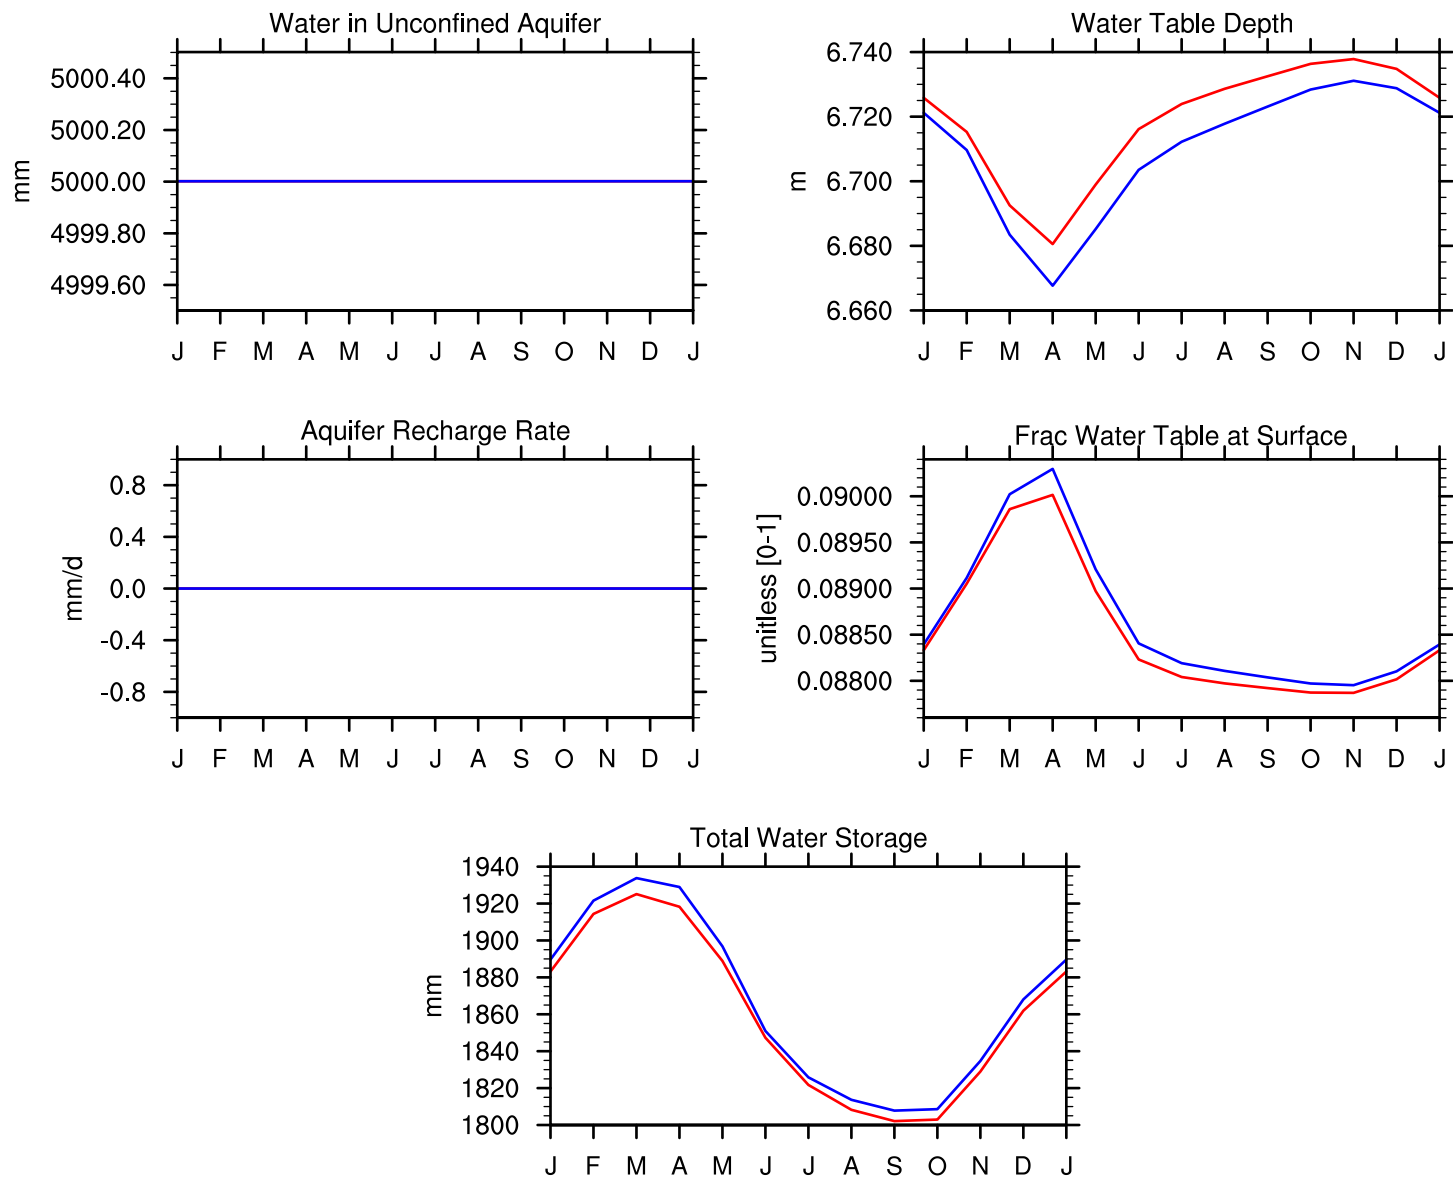 Water in Unconfined Aquifer
5000.40
5000.20
5000.00
4999.80
4999.60
mm
J F M A M J J A S O N D J
Water Table Depth
6.740
6.720
6.700
6.680
6.660
m
J F M A M J J A S O N D J
Aquifer Recharge Rate
0.8
0.4
0.0
-0.4
-0.8
mm/d
J F M A M J J A S O N D J
Frac Water Table at Surface
0.09000
0.08950
0.08900
0.08850
0.08800
unitless [0-1]
J F M A M J J A S O N D J
Total Water Storage
1940
1920
1900
1880
1860
1840
1820
1800
mm
J F M A M J J A S O N D J